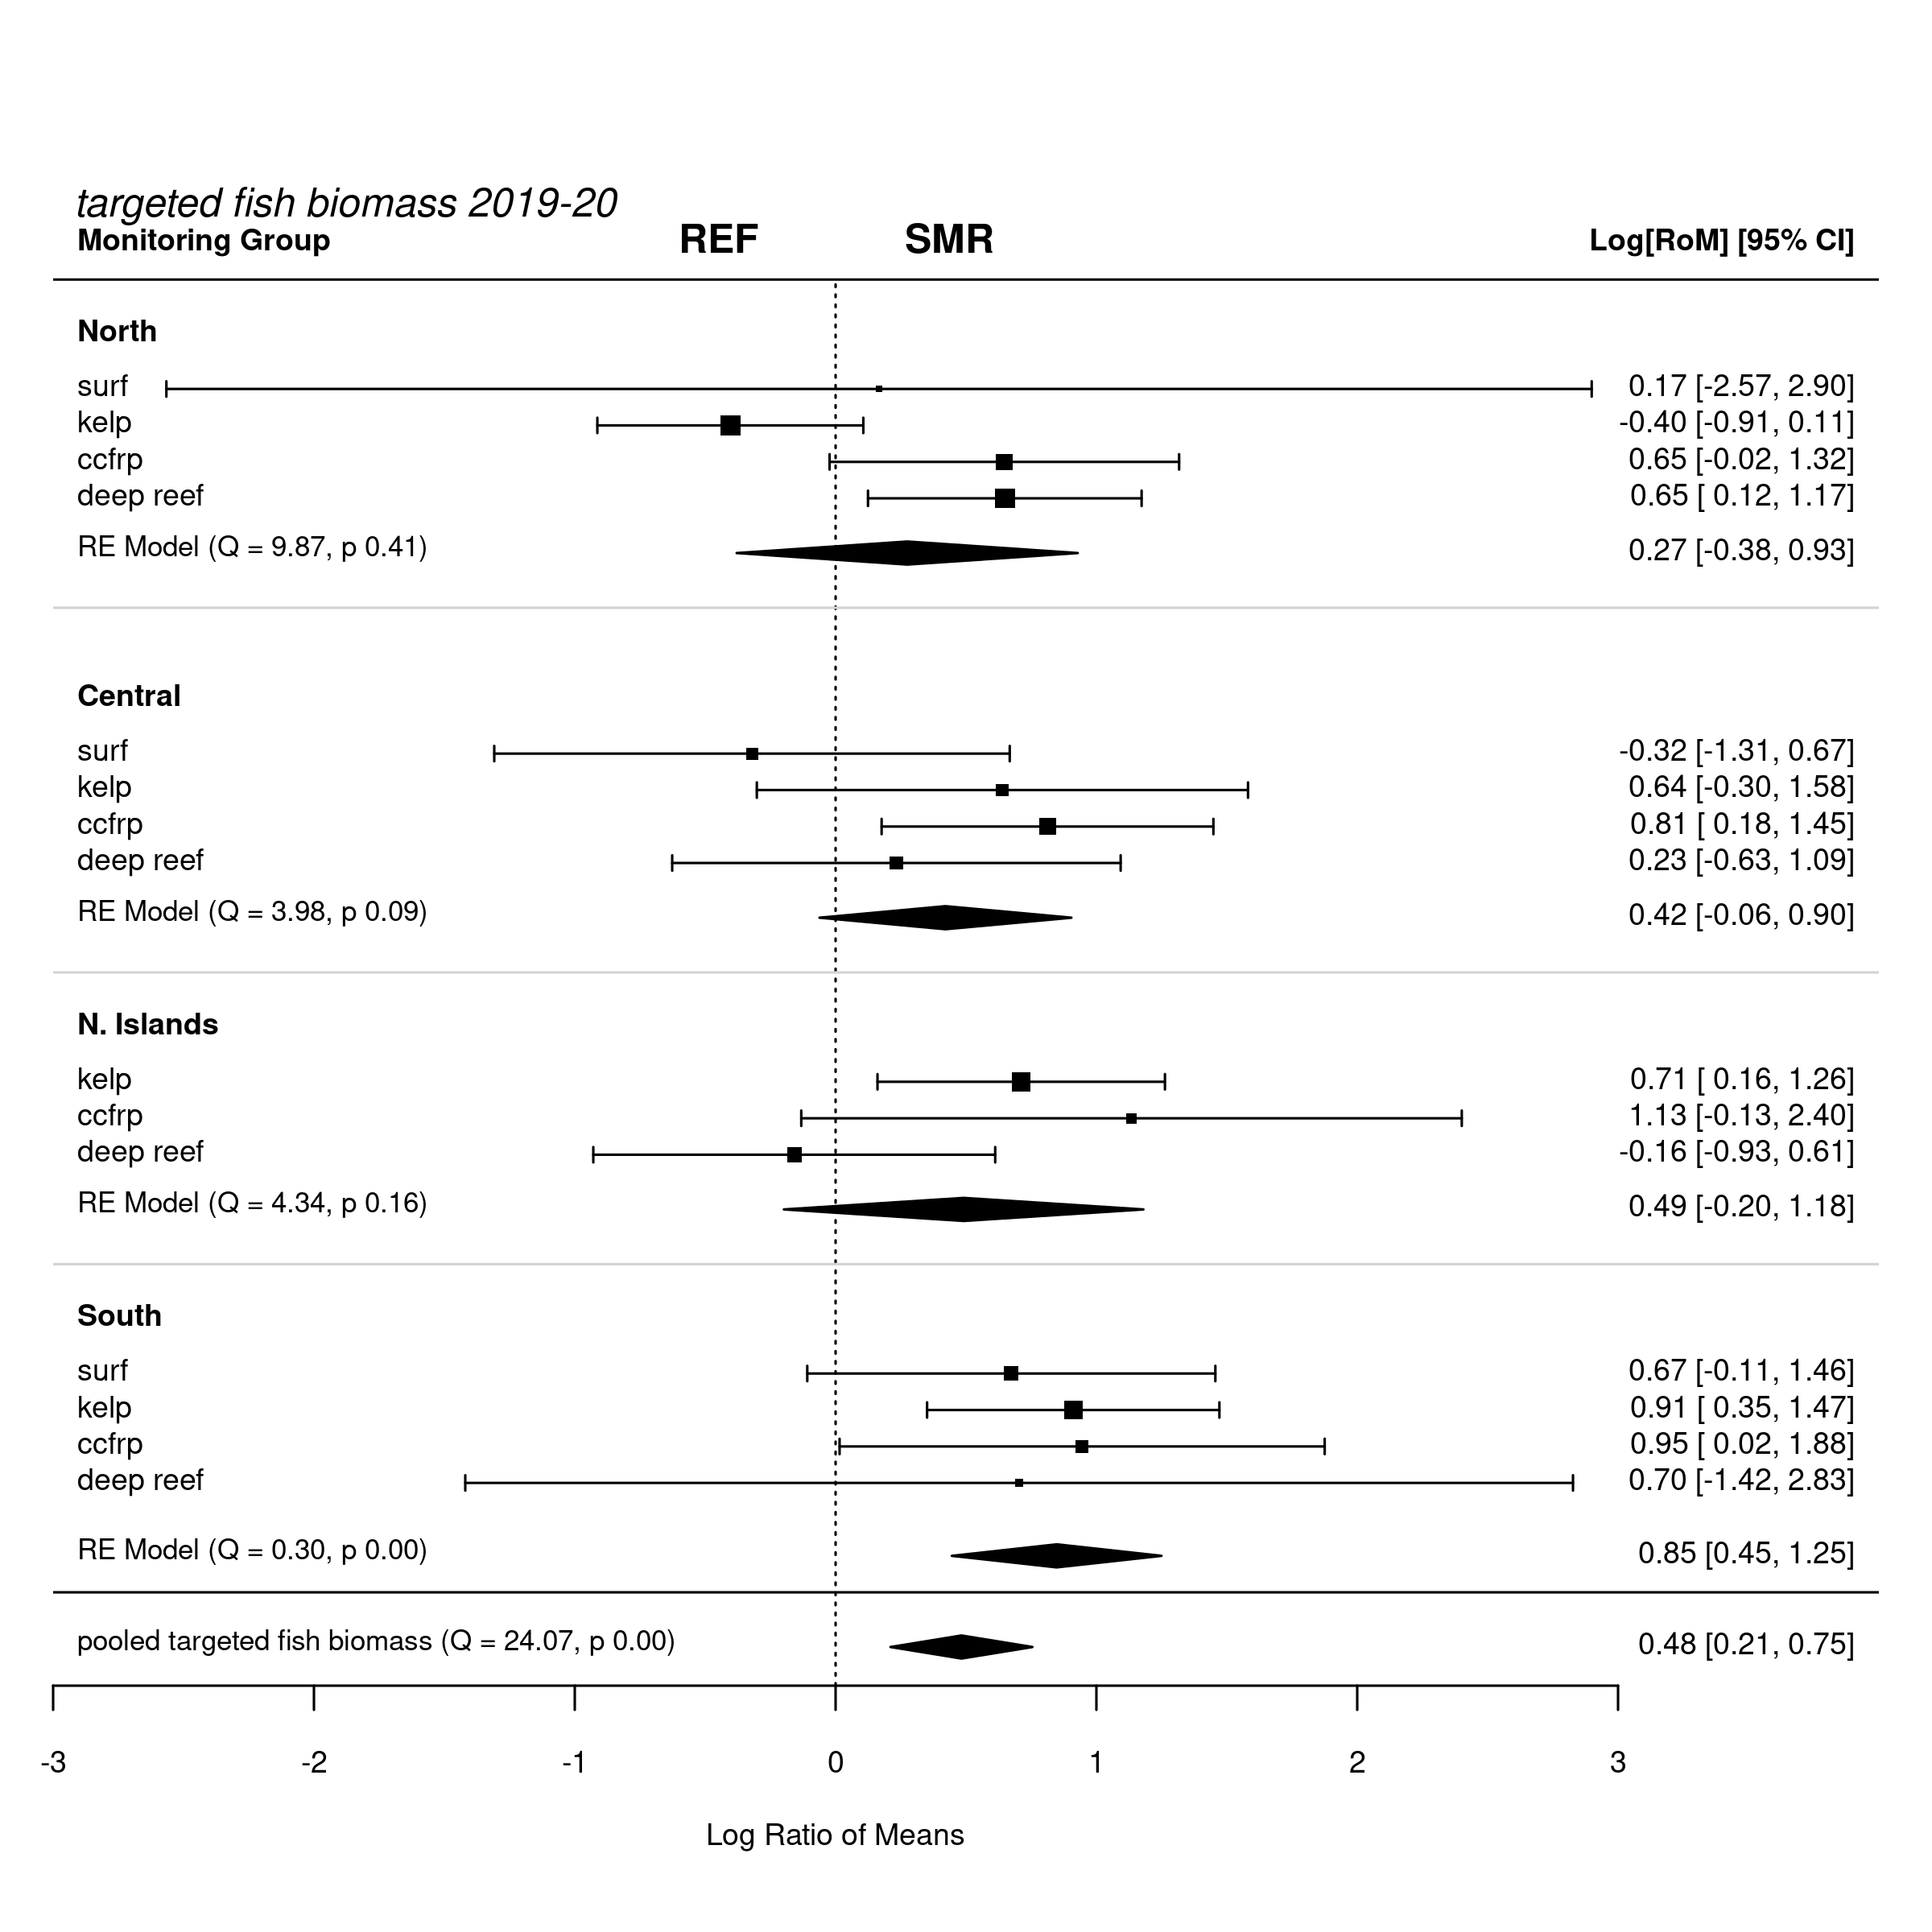 targeted fish biomass 2019-20
Monitoring Group REF SMR Log[RoM] [95% CI]
North
surf 0.17 [-2.57, 2.90]
kelp -0.40 [-0.91, 0.11]
ccfrp 0.65 [-0.02, 1.32]
deep reef 0.65 [ 0.12, 1.17]
RE Model (Q = 9.87, p 0.41) 0.27 [-0.38, 0.93]
Central
surf -0.32 [-1.31, 0.67]
kelp 0.64 [-0.30, 1.58]
ccfrp 0.81 [ 0.18, 1.45]
deep reef 0.23 [-0.63, 1.09]
RE Model (Q = 3.98, p 0.09) 0.42 [-0.06, 0.90]
N. Islands
kelp 0.71 [ 0.16, 1.26]
ccfrp 1.13 [-0.13, 2.40]
deep reef -0.16 [-0.93, 0.61]
RE Model (Q = 4.34, p 0.16) 0.49 [-0.20, 1.18]
South
surf 0.67 [-0.11, 1.46]
kelp 0.91 [ 0.35, 1.47]
ccfrp 0.95 [ 0.02, 1.88]
deep reef 0.70 [-1.42, 2.83]
RE Model (Q = 0.30, p 0.00) 0.85 [0.45, 1.25]
pooled targeted fish biomass (Q = 24.07, p 0.00) 0.48 [0.21, 0.75]
-3 -2 -1 0 1 2 3
Log Ratio of Means